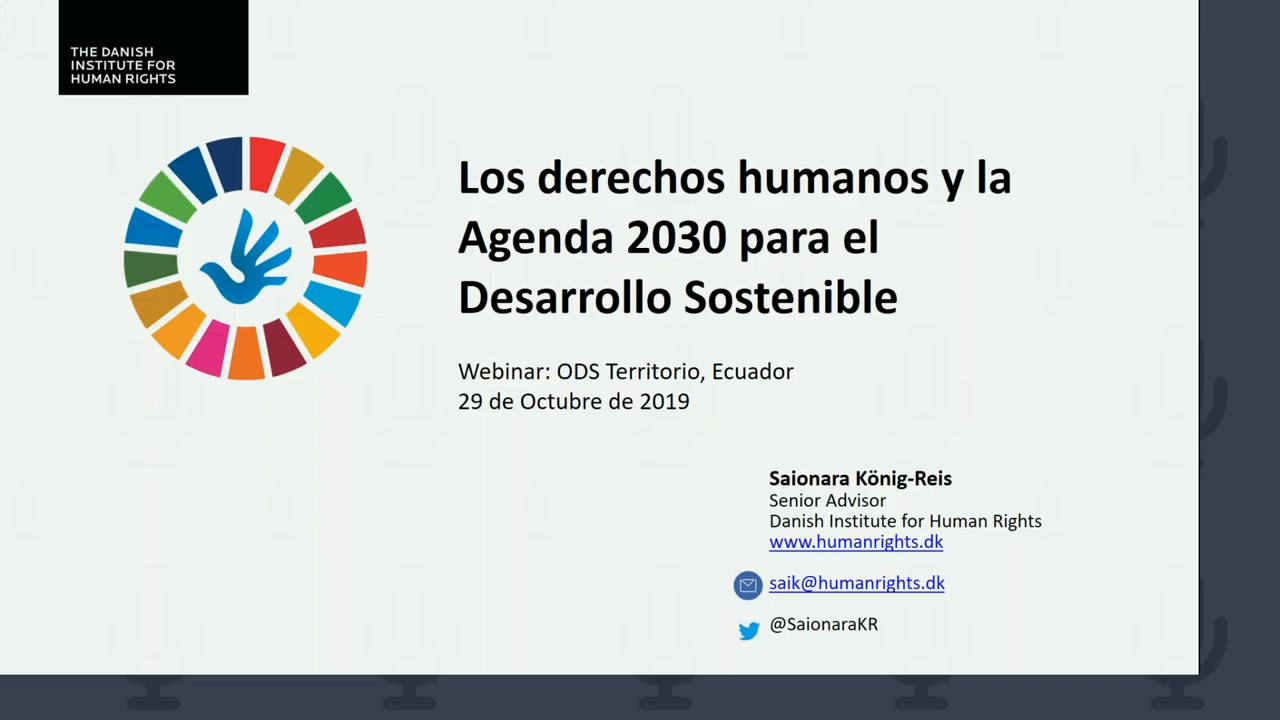 THE DANISH
INSTITUTE FOR
HUMAN RIGHTS
Los derechos humanos y la
Agenda 2030 para el
Desarrollo Sostenible
Webinar: ODS Territorio, Ecuador
29 de Octubre de 2019
Saionara König-Reis
Senior Advisor
Danish Institute for Human Rights
www.humanrights.dk
saik@humanrights.dk
@SaionaraKR